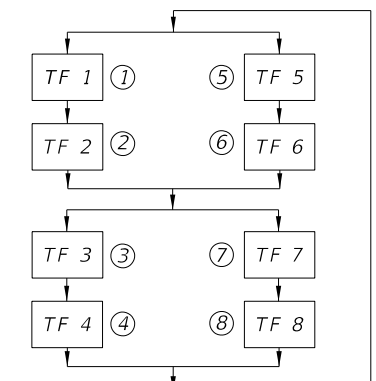 TF 1 ① ⑤ TF 5
TF 2 ② ⑥ TF 6
TF 3 ③ ⑦ TF 7
TF 4 ④ ⑧ TF 8